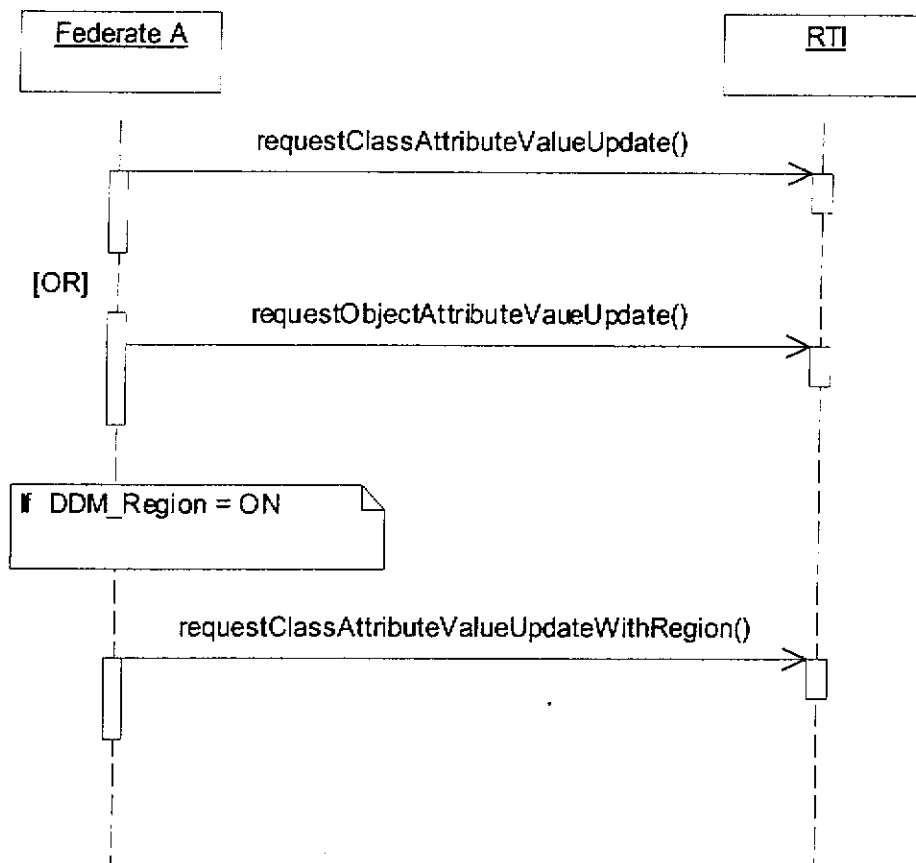 Federate A
RTI
requestClassAttributeValueUpdate()
[OR]
requestObjectAttributeVaueUpdate()
If DDM_Region = ON
requestClassAttributeValueUpdateWithRegion()